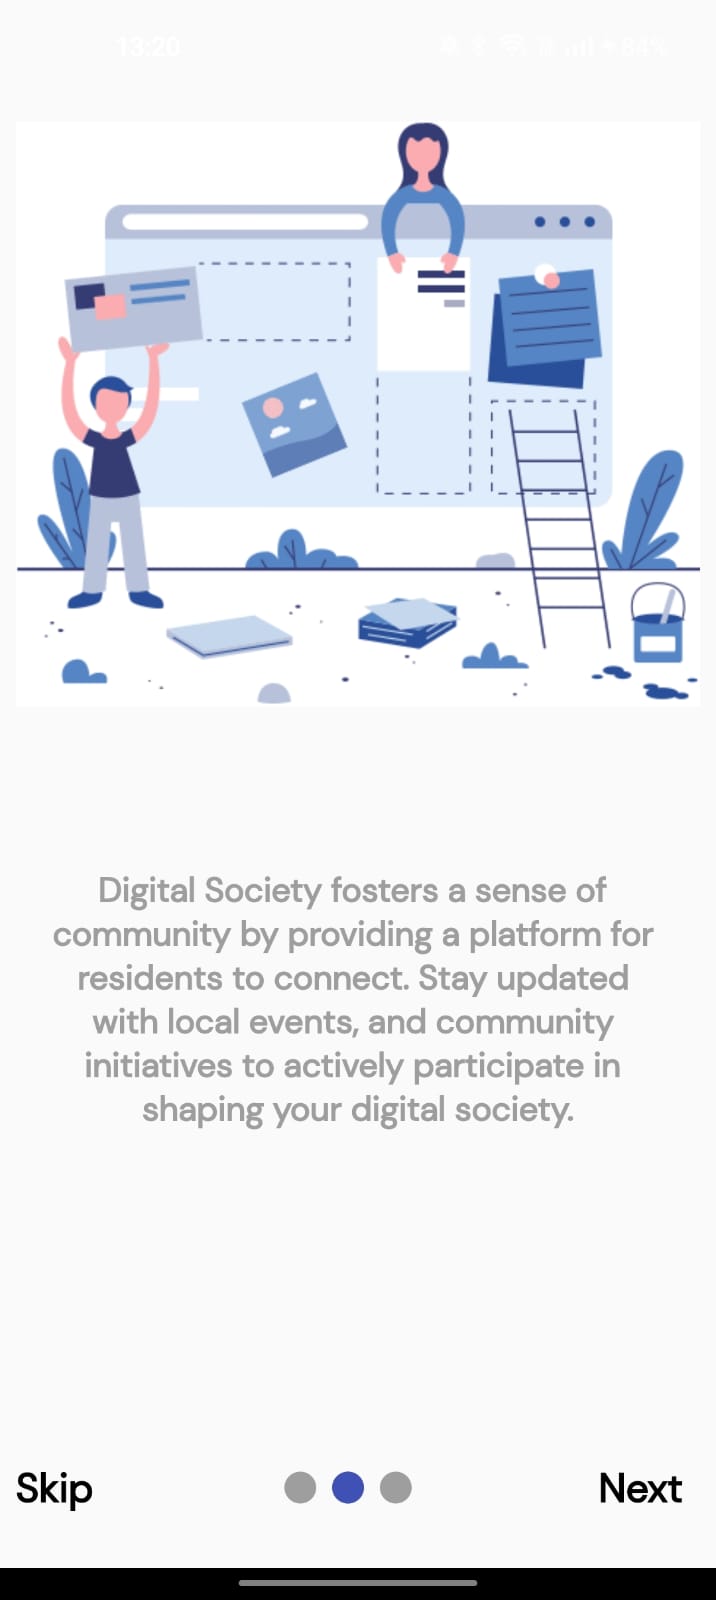 13:20
84%
Digital Society fosters a sense of
community by providing a platform for
residents to connect. Stay updated
with local events, and community
initiatives to actively participate in
shaping your digital society.
Skip
Next